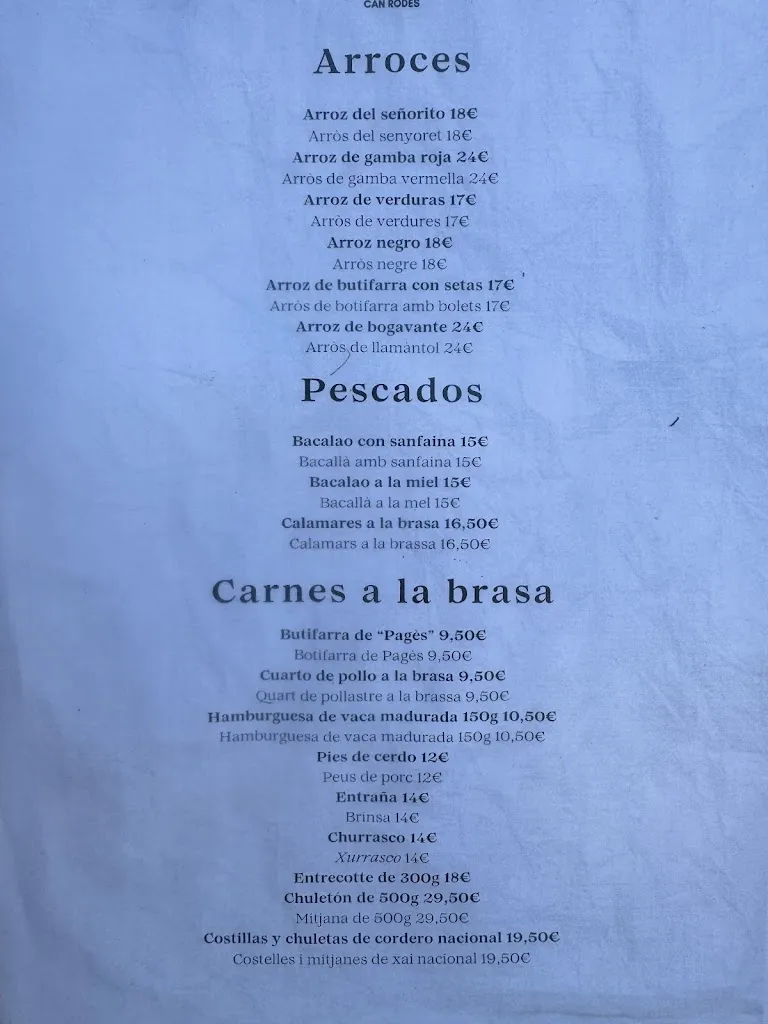 CAN RODES
Arroces
Arroz del señorito 18€
Arròs del senyoret 18€
Arroz de gamba roja 24€
Arròs de gamba vermella 24€
Arroz de verduras 17€
Arròs de verdures 17€
Arroz negro 18€
Arròs negre 18€
Arroz de butifarra con setas 17€
Arròs de botifarra amb bolets 17€
Arroz de bogavante 24€
Arròs de llamàntol 24€
Pescados
Bacalao con sanfaina 15€
Bacallà amb sanfaina 15€
Bacalao a la miel 15€
Bacallà a la mel 15€
Calamares a la brasa 16,50€
Calamars a la brassa 16,50€
Carnes a la brasa
Butifarra de “Pagès” 9,50€
Botifarra de Pagès 9,50€
Cuarto de pollo a la brasa 9,50€
Quart de pollastre a la brassa 9,50€
Hamburguesa de vaca madurada 150g 10,50€
Hamburguesa de vaca madurada 150g 10,50€
Pies de cerdo 12€
Peus de porc 12€
Entraña 14€
Brinsa 14€
Churrasco 14€
Xurrasco 14€
Entrecotte de 300g 18€
Chuletón de 500g 29,50€
Mitjana de 500g 29,50€
Costillas y chuletas de cordero nacional 19,50€
Costelles i mitjanes de xai nacional 19,50€